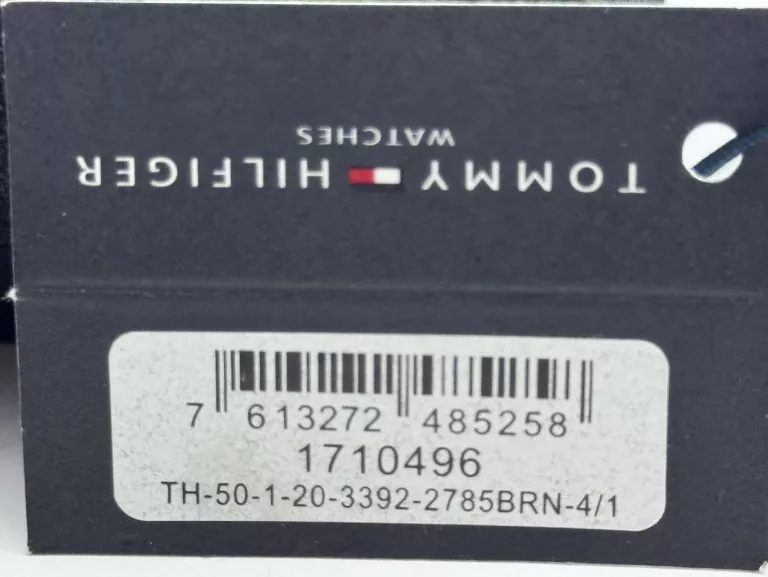 TOMMY HILFIGER
WATCHES
7 613272 485258
1710496
TH-50-1-20-3392-2785BRN-4/1